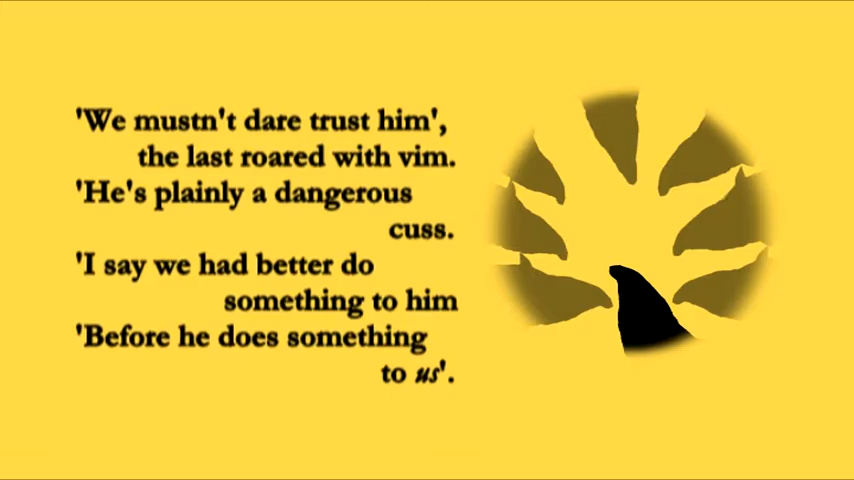 'We mustn't dare trust him',
the last roared with vim.
'He's plainly a dangerous
cuss.
'I say we had better do
something to him
'Before he does something
to us'.